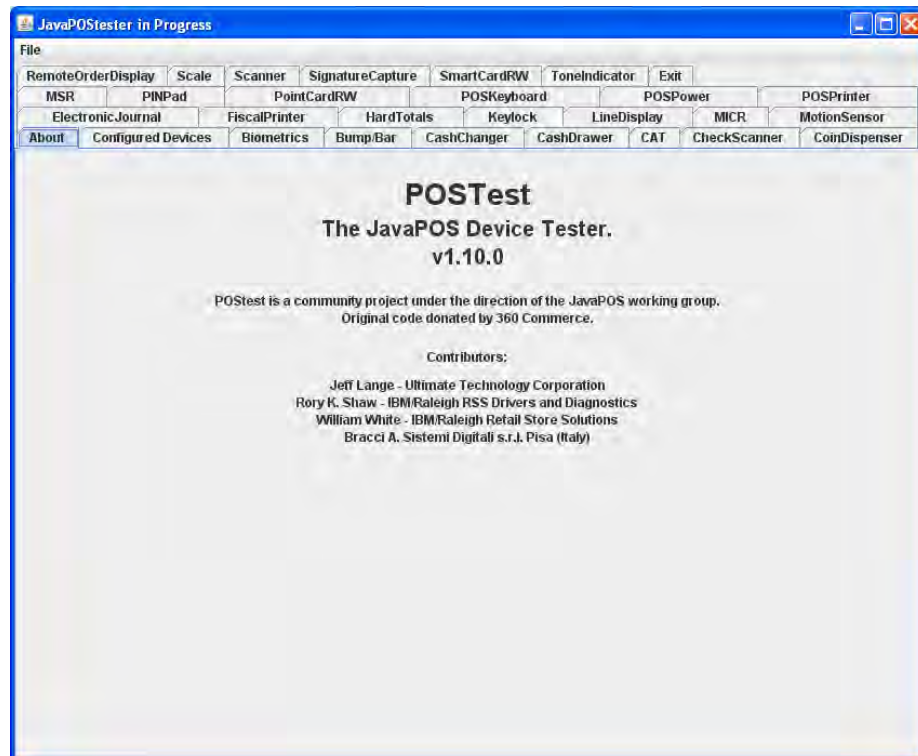 JavaPOStester in Progress
File
RemoteOrderDisplay Scale Scanner SignatureCapture SmartCardRW ToneIndicator Exit
MSR PINPad PointCardRW POSKeyboard POSPower POSPrinter
ElectronicJournal FiscalPrinter HardTotals Keylock LineDisplay MICR MotionSensor
About Configured Devices Biometrics Bump/Bar CashChanger CashDrawer CAT CheckScanner CoinDispenser
POSTest
The JavaPOS Device Tester.
v1.10.0
POStest is a community project under the direction of the JavaPOS working group.
Original code donated by 360 Commerce.
Contributors:
Jeff Lange - Ultimate Technology Corporation
Rory K. Shaw - IBM/Raleigh RSS Drivers and Diagnostics
William White - IBM/Raleigh Retail Store Solutions
Bracci A. Sistemi Digitali s.r.l. Pisa (Italy)